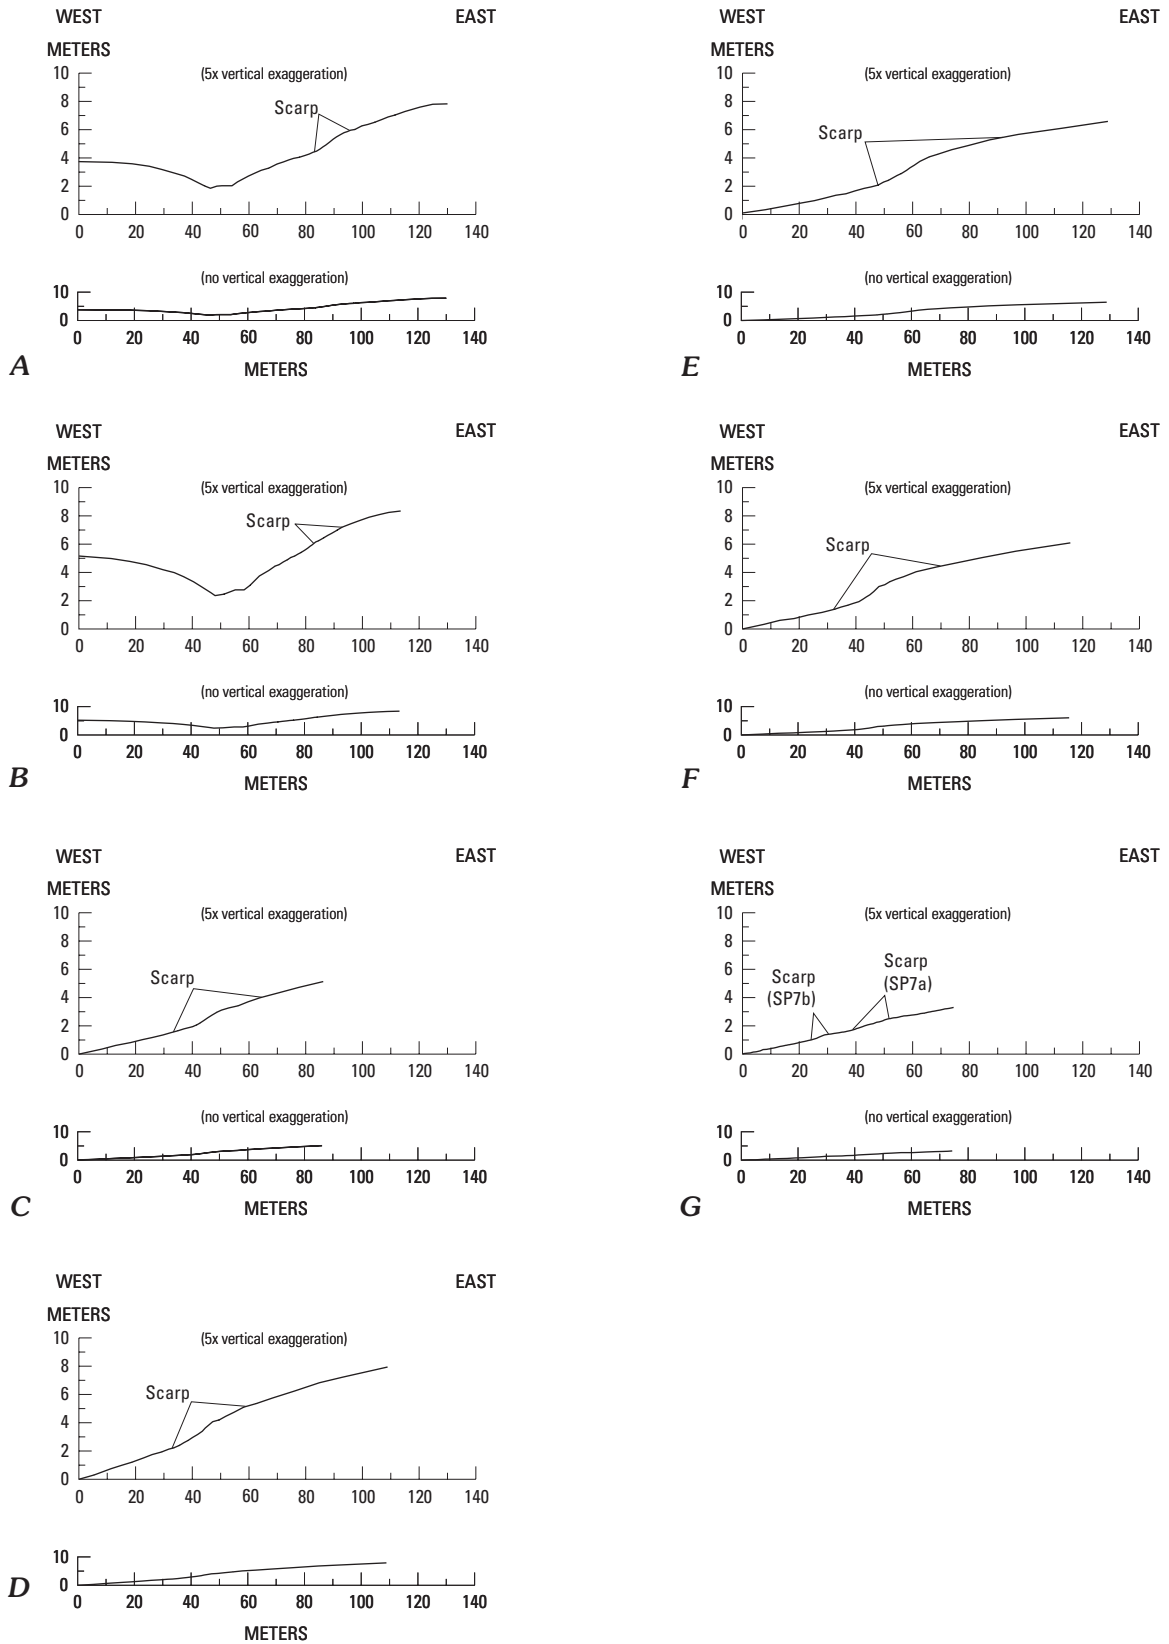 WEST EAST
METERS
(5x vertical exaggeration)
10
8
6
4
2
0
Scarp
0 20 40 60 80 100 120 140
(no vertical exaggeration)
10
0
0 20 40 60 80 100 120 140
METERS
A
WEST EAST
METERS
(5x vertical exaggeration)
10
8
6
4
2
0
Scarp
0 20 40 60 80 100 120 140
(no vertical exaggeration)
10
0
0 20 40 60 80 100 120 140
METERS
B
WEST EAST
METERS
(5x vertical exaggeration)
10
8
6
4
2
0
Scarp
0 20 40 60 80 100 120 140
(no vertical exaggeration)
10
0
0 20 40 60 80 100 120 140
METERS
C
WEST EAST
METERS
(5x vertical exaggeration)
10
8
6
4
2
0
Scarp
0 20 40 60 80 100 120 140
10
0
0 20 40 60 80 100 120 140
METERS
D
WEST EAST
METERS
(5x vertical exaggeration)
10
8
6
4
2
0
Scarp
0 20 40 60 80 100 120 140
(no vertical exaggeration)
10
0
0 20 40 60 80 100 120 140
METERS
E
WEST EAST
METERS
(5x vertical exaggeration)
10
8
6
4
2
0
Scarp
0 20 40 60 80 100 120 140
(no vertical exaggeration)
10
0
0 20 40 60 80 100 120 140
METERS
F
WEST EAST
METERS
(5x vertical exaggeration)
10
8
6
4
2
0
Scarp
(SP7b)
Scarp
(SP7a)
0 20 40 60 80 100 120 140
(no vertical exaggeration)
10
0
0 20 40 60 80 100 120 140
METERS
G